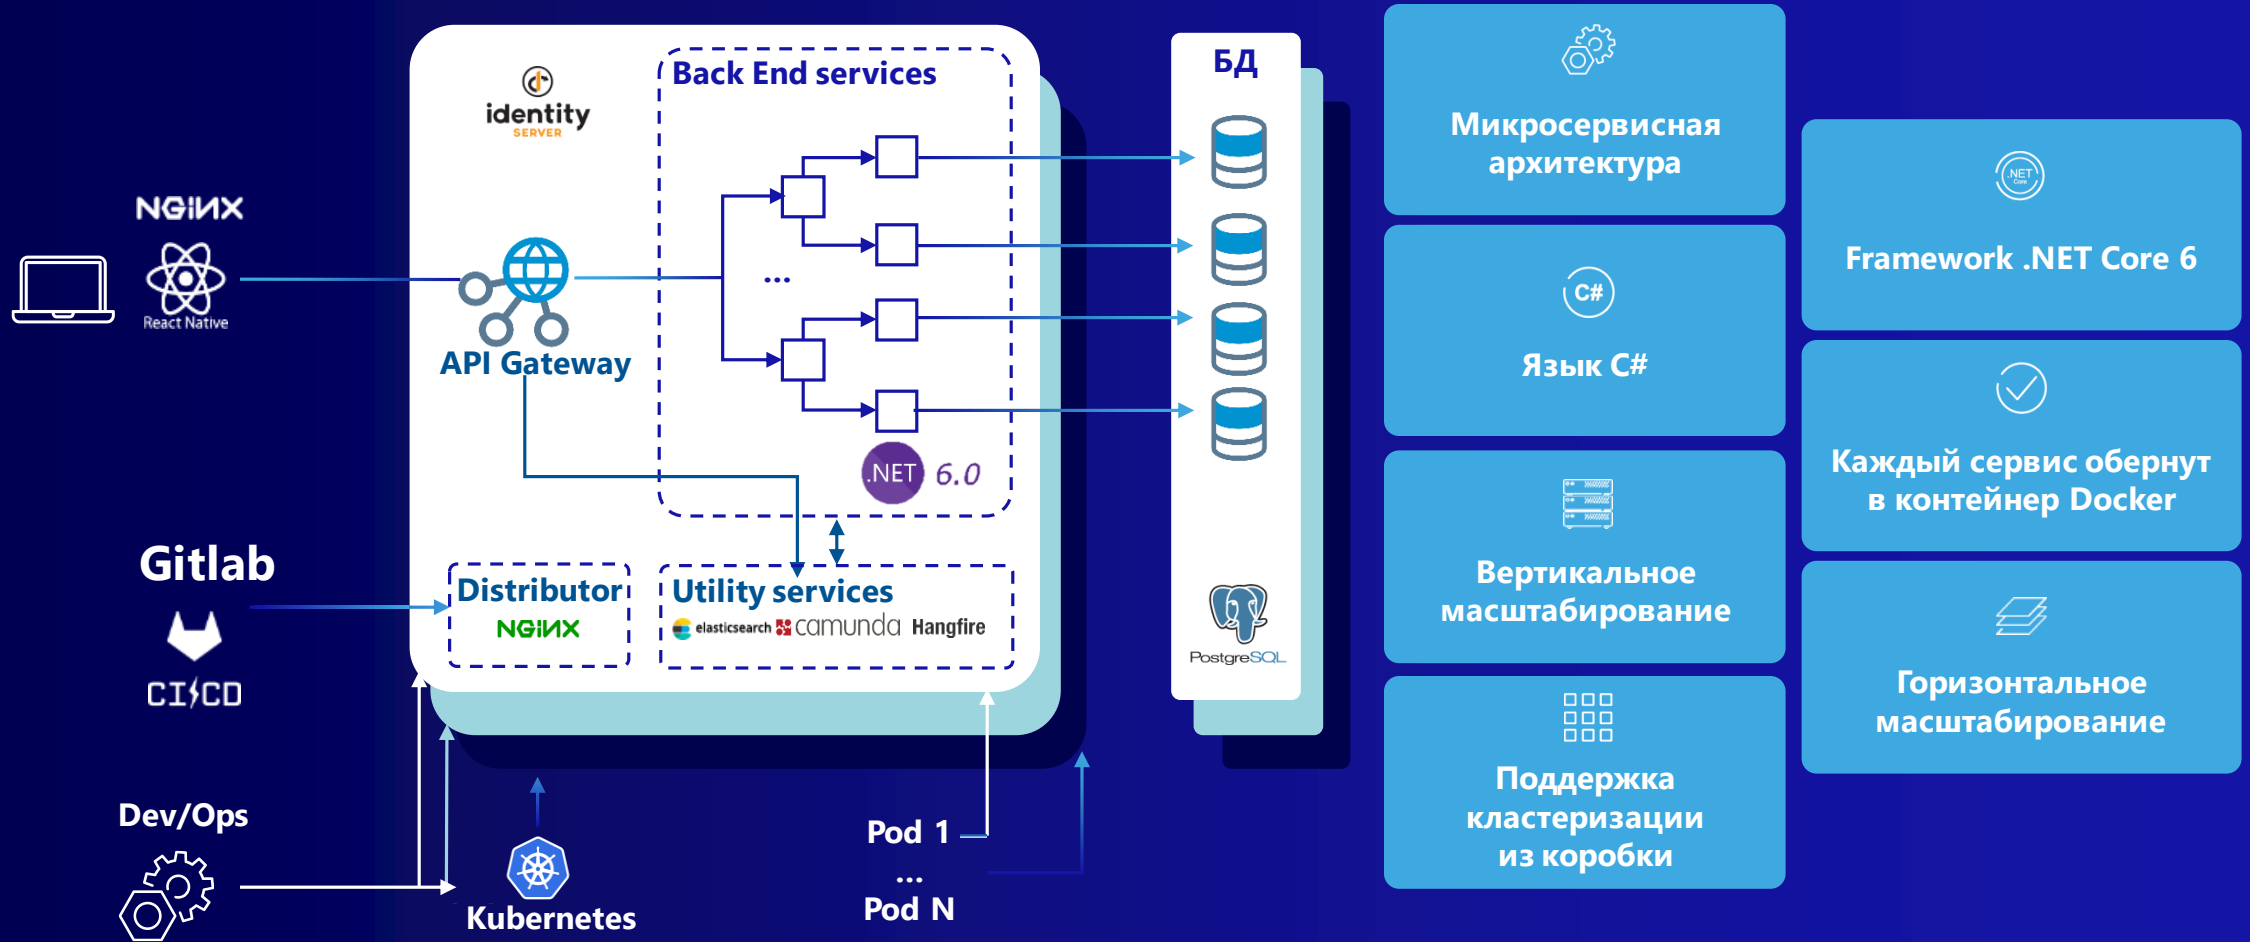 NGINX
React Native
identity
SERVER
API Gateway
Back End services
...
.NET 6.0
Distributor
NGINX
Utility services
elasticsearch camunda Hangfire
Gitlab
CI/CD
Dev/Ops
Kubernetes
Pod 1
...
Pod N
БД
PostgreSQL
Микросервисная
архитектура
C#
Язык C#
Вертикальное
масштабирование
Поддержка
кластеризации
из коробки
.NET
Core
Framework .NET Core 6
Каждый сервис обернут
в контейнер Docker
Горизонтальное
масштабирование